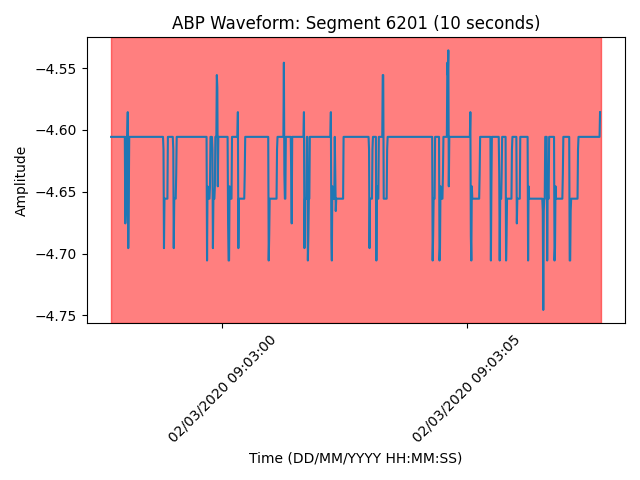 ABP Waveform: Segment 6201 (10 seconds)
Amplitude
−4.55
−4.60
−4.65
−4.70
−4.75
02/03/2020 09:03:00
02/03/2020 09:03:05
Time (DD/MM/YYYY HH:MM:SS)